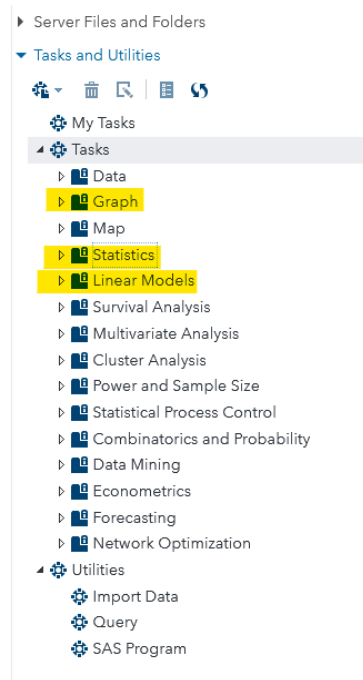 Server Files and Folders
Tasks and Utilities
My Tasks
Tasks
Data
Graph
Map
Statistics
Linear Models
Survival Analysis
Multivariate Analysis
Cluster Analysis
Power and Sample Size
Statistical Process Control
Combinatorics and Probability
Data Mining
Econometrics
Forecasting
Network Optimization
Utilities
Import Data
Query
SAS Program